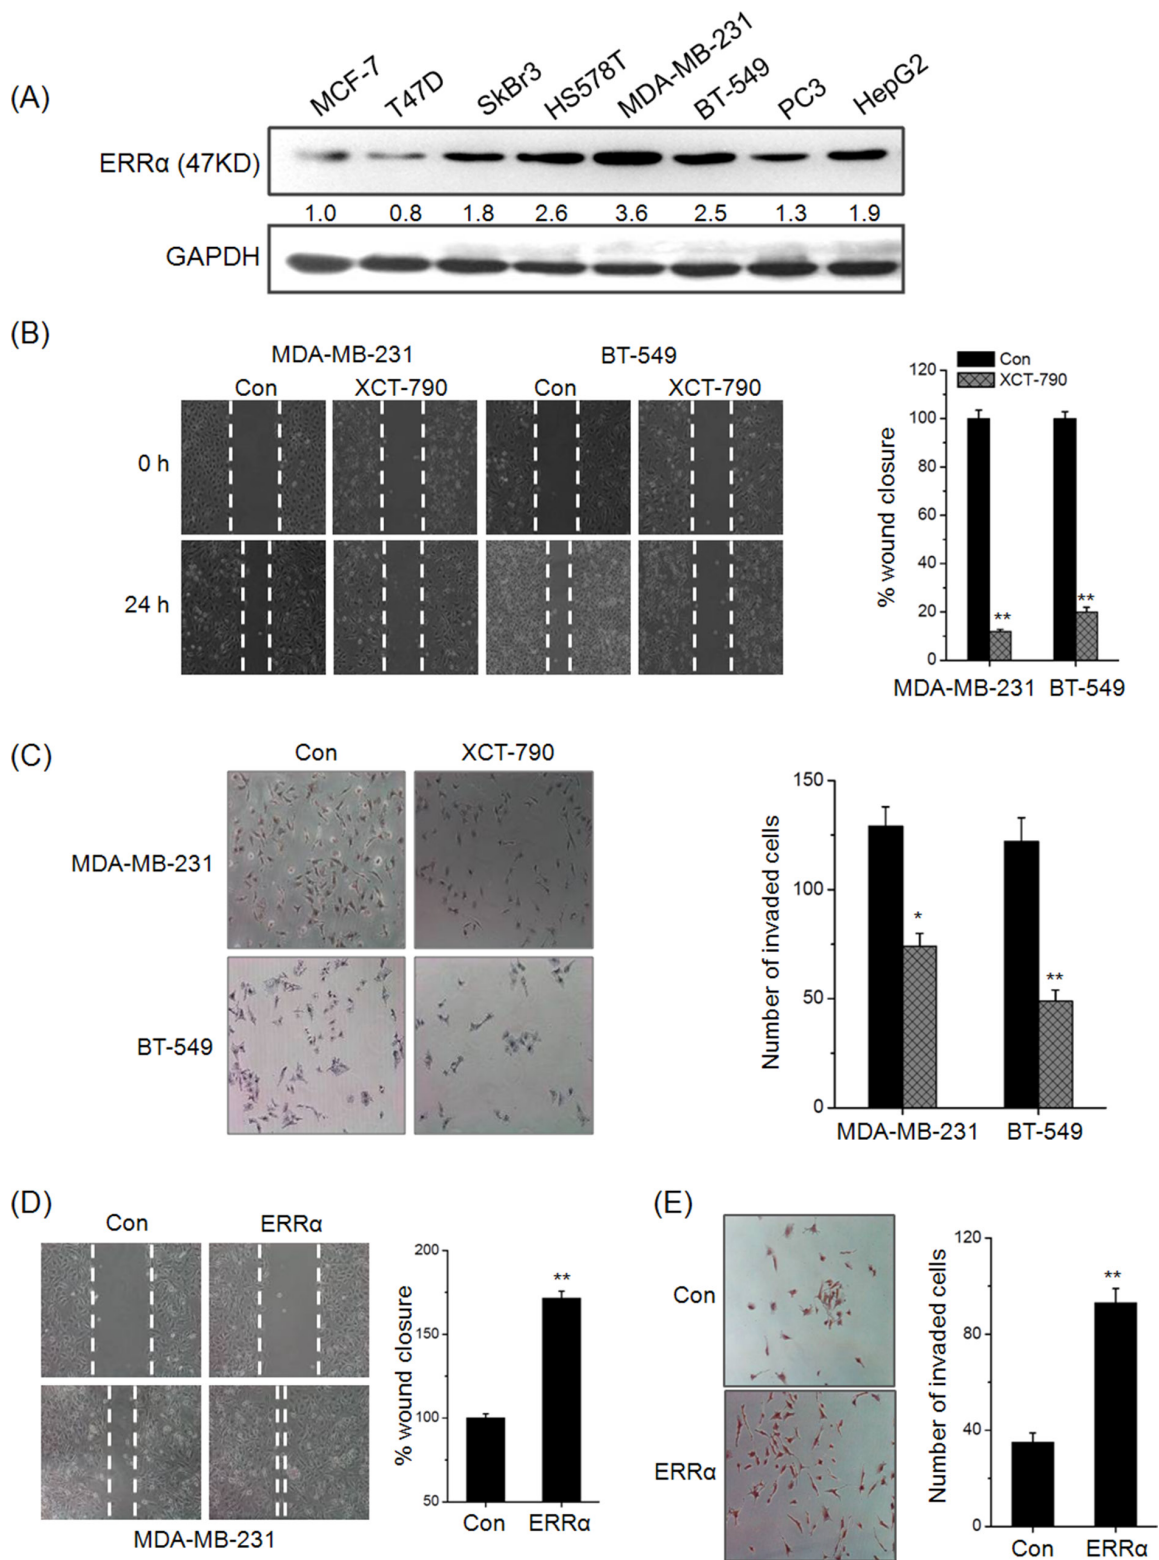 (A)
MCF-7 T47D SkBr3 HS578T MDA-MB-231 BT-549 PC3 HepG2
ERRα (47KD)
1.0 0.8 1.8 2.6 3.6 2.5 1.3 1.9
GAPDH
(B)
MDA-MB-231 BT-549
Con XCT-790 Con XCT-790
0 h
24 h
Con
XCT-790
% wound closure
120
100
80
60
40
20
0
**
**
MDA-MB-231 BT-549
(C)
Con XCT-790
MDA-MB-231
BT-549
Number of invaded cells
150
100
50
0
*
**
MDA-MB-231 BT-549
(D)
Con ERRα
MDA-MB-231
% wound closure
200
150
100
50
**
Con ERRα
(E)
Con
ERRα
Number of invaded cells
120
80
40
0
**
Con ERRα